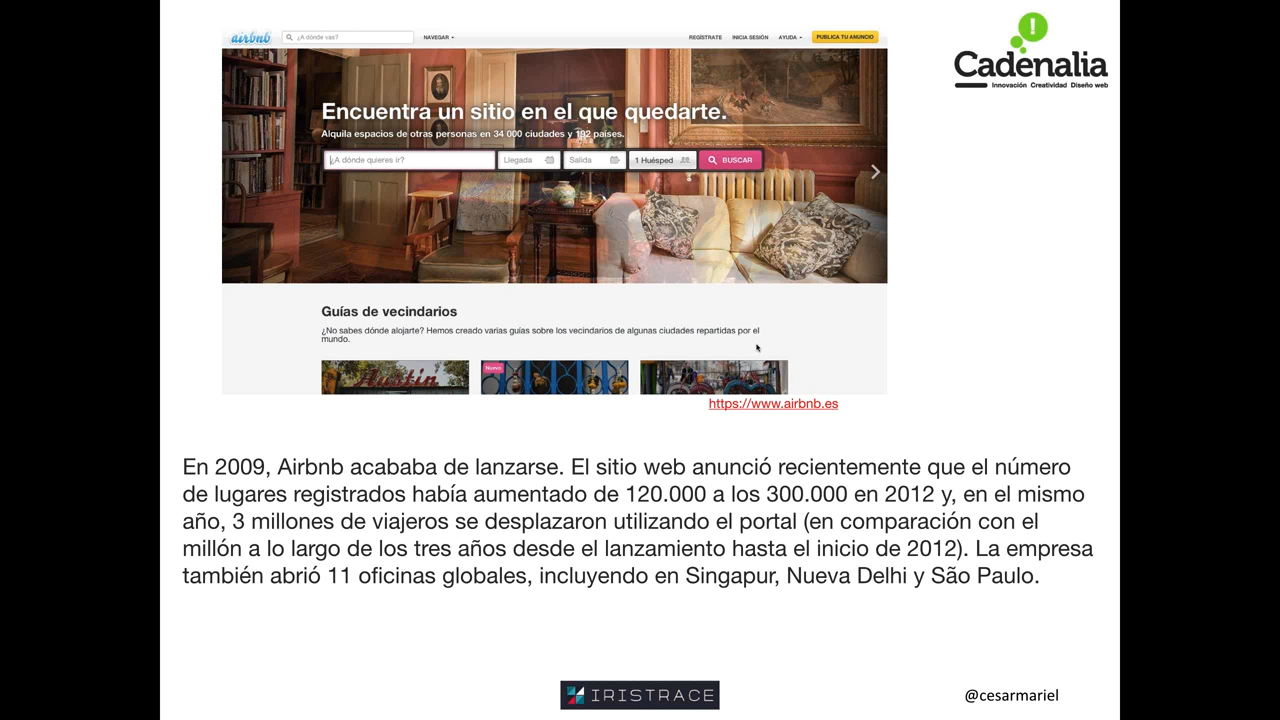 airbnb
¿A dónde vas?
NAVEGAR
REGÍSTRATE
INICIA SESIÓN
AYUDA
PUBLICA TU ANUNCIO
!
Cadenalia
Innovación Creatividad Diseño web
Encuentra un sitio en el que quedarte.
Alquila espacios de otras personas en 34 000 ciudades y 192 países.
¿A dónde quieres ir?
Llegada
Salida
1 Huésped
BUSCAR
Guías de vecindarios
¿No sabes dónde alojarte? Hemos creado varias guías sobre los vecindarios de algunas ciudades repartidas por el
mundo.
Austin
Nuevo
https://www.airbnb.es
En 2009, Airbnb acababa de lanzarse. El sitio web anunció recientemente que el número
de lugares registrados había aumentado de 120.000 a los 300.000 en 2012 y, en el mismo
año, 3 millones de viajeros se desplazaron utilizando el portal (en comparación con el
millón a lo largo de los tres años desde el lanzamiento hasta el inicio de 2012). La empresa
también abrió 11 oficinas globales, incluyendo en Singapur, Nueva Delhi y São Paulo.
IRISTRACE
@cesarmariel